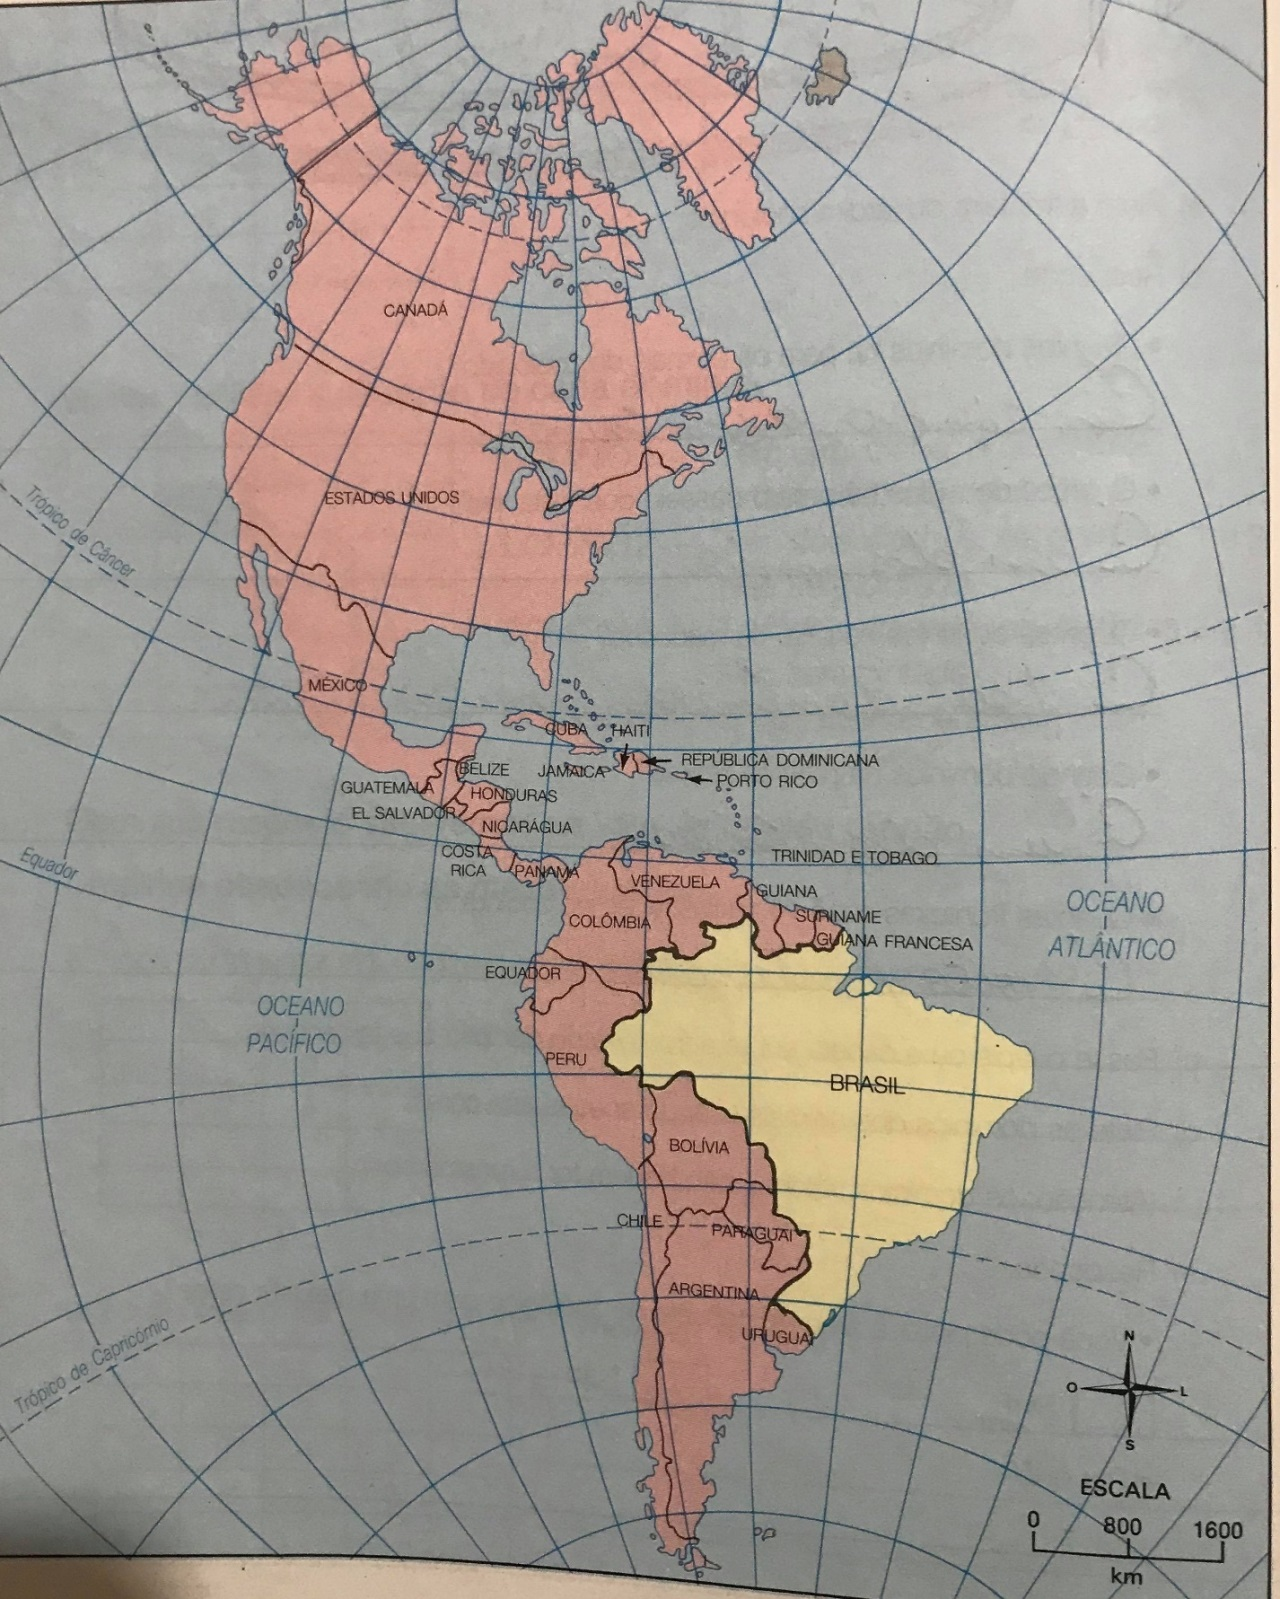 CANADÁ
ESTADOS UNIDOS
Trópico de Câncer
MÉXICO
CUBA
HAITI
REPÚBLICA DOMINICANA
BELIZE
JAMAICA
PORTO RICO
GUATEMALA
HONDURAS
EL SALVADOR
NICARÁGUA
COSTA
RICA
PANAMÁ
TRINIDAD E TOBAGO
Equador
VENEZUELA
GUIANA
COLÔMBIA
SURINAME
GUIANA FRANCESA
OCEANO
ATLÂNTICO
EQUADOR
OCEANO
PACÍFICO
PERU
BRASIL
BOLÍVIA
CHILE
PARAGUAI
ARGENTINA
URUGUAI
Trópico de Capricórnio
N
O
L
S
ESCALA
0 800 1600
km